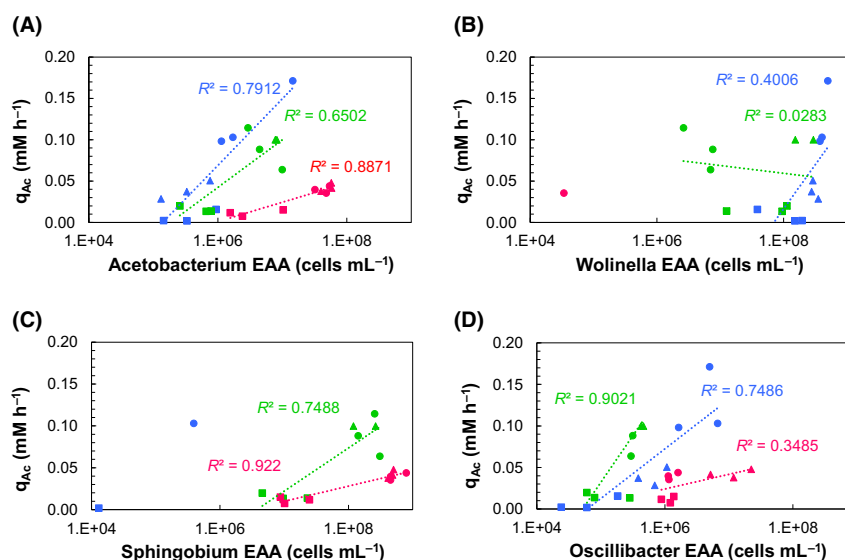 (A)
0.20
0.15
0.10
0.05
0.00
q_Ac (mM h⁻¹)
R² = 0.7912
R² = 0.6502
R² = 0.8871
1.E+04 1.E+06 1.E+08
Acetobacterium EAA (cells mL⁻¹)
(B)
0.20
0.15
0.10
0.05
0.00
q_Ac (mM h⁻¹)
R² = 0.4006
R² = 0.0283
1.E+04 1.E+06 1.E+08
Wolinella EAA (cells mL⁻¹)
(C)
0.20
0.15
0.10
0.05
0.00
q_Ac (mM h⁻¹)
R² = 0.7488
R² = 0.922
1.E+04 1.E+06 1.E+08
Sphingobium EAA (cells mL⁻¹)
(D)
0.20
0.15
0.10
0.05
0.00
q_Ac (mM h⁻¹)
R² = 0.9021
R² = 0.7486
R² = 0.3485
1.E+04 1.E+06 1.E+08
Oscillibacter EAA (cells mL⁻¹)